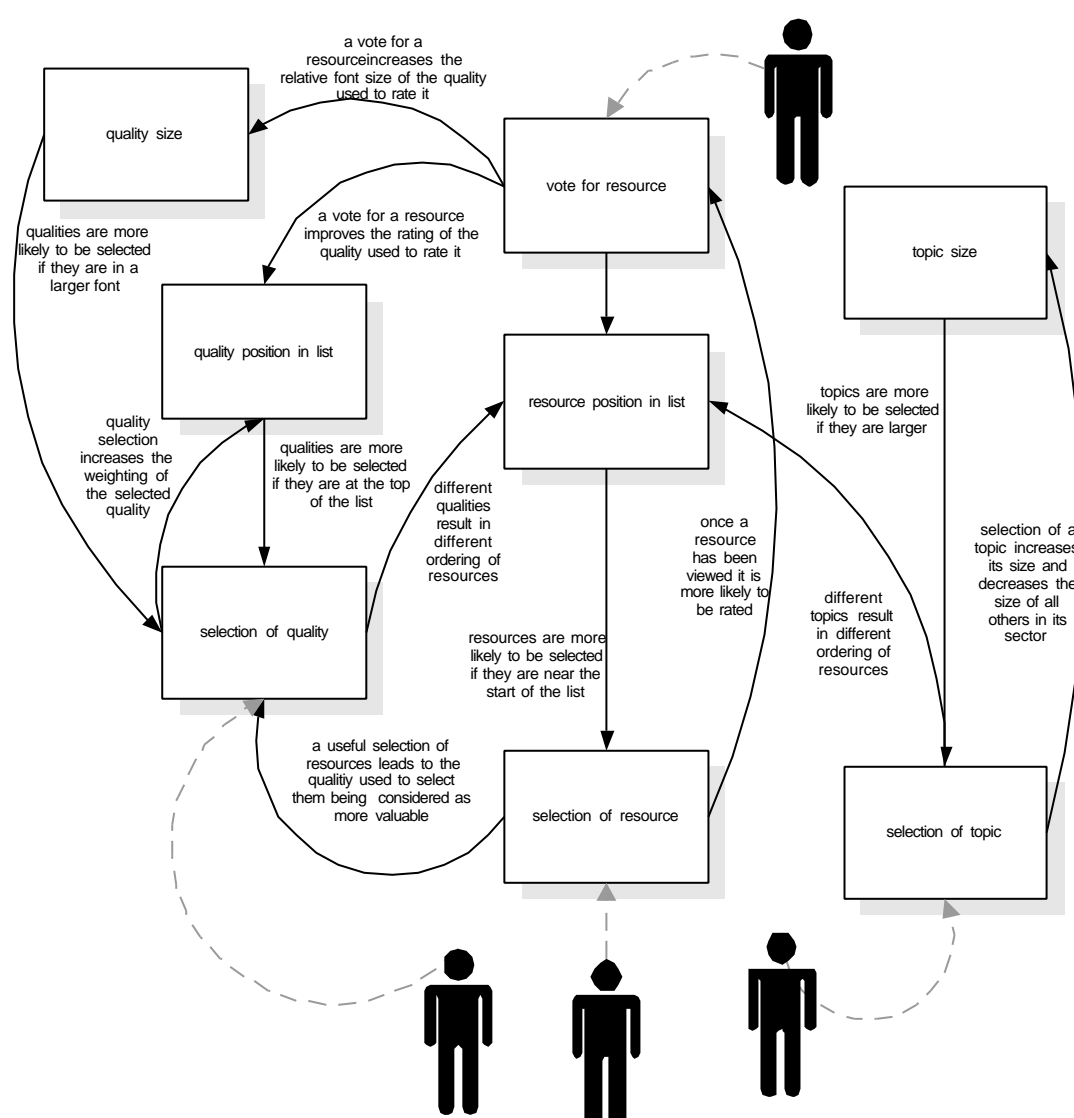 a vote for a
resourceincreases the
relative font size of the quality
used to rate it
quality size
vote for resource
qualities are more
likely to be selected
if they are in a
larger font
a vote for a resource
improves the rating of the
quality used to rate it
topic size
quality position in list
resource position in list
topics are more
likely to be selected
if they are larger
quality
selection
increases the
weighting of
the selected
quality
qualities are more
likely to be selected
if they are at the top
of the list
different
qualities
result in
different
ordering of
resources
once a
resource
has been
viewed it is
more likely to
be rated
selection of a
topic increases
its size and
decreases the
size of all
others in its
sector
different
topics result
in different
ordering of
resources
selection of quality
resources are more
likely to be selected
if they are near the
start of the list
a useful selection of
resources leads to the
qualitiy used to select
them being considered as
more valuable
selection of resource
selection of topic